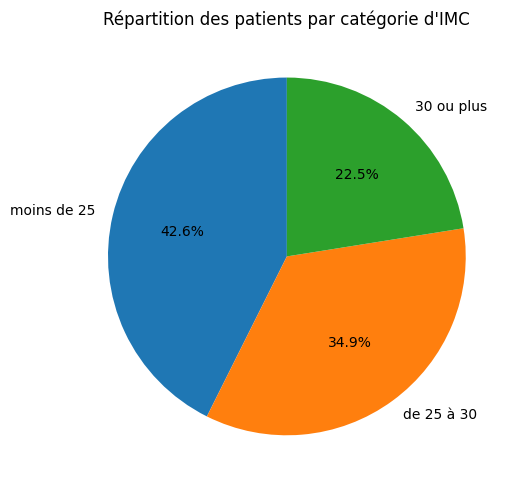 Répartition des patients par catégorie d'IMC
30 ou plus
22.5%
moins de 25
42.6%
34.9%
de 25 à 30